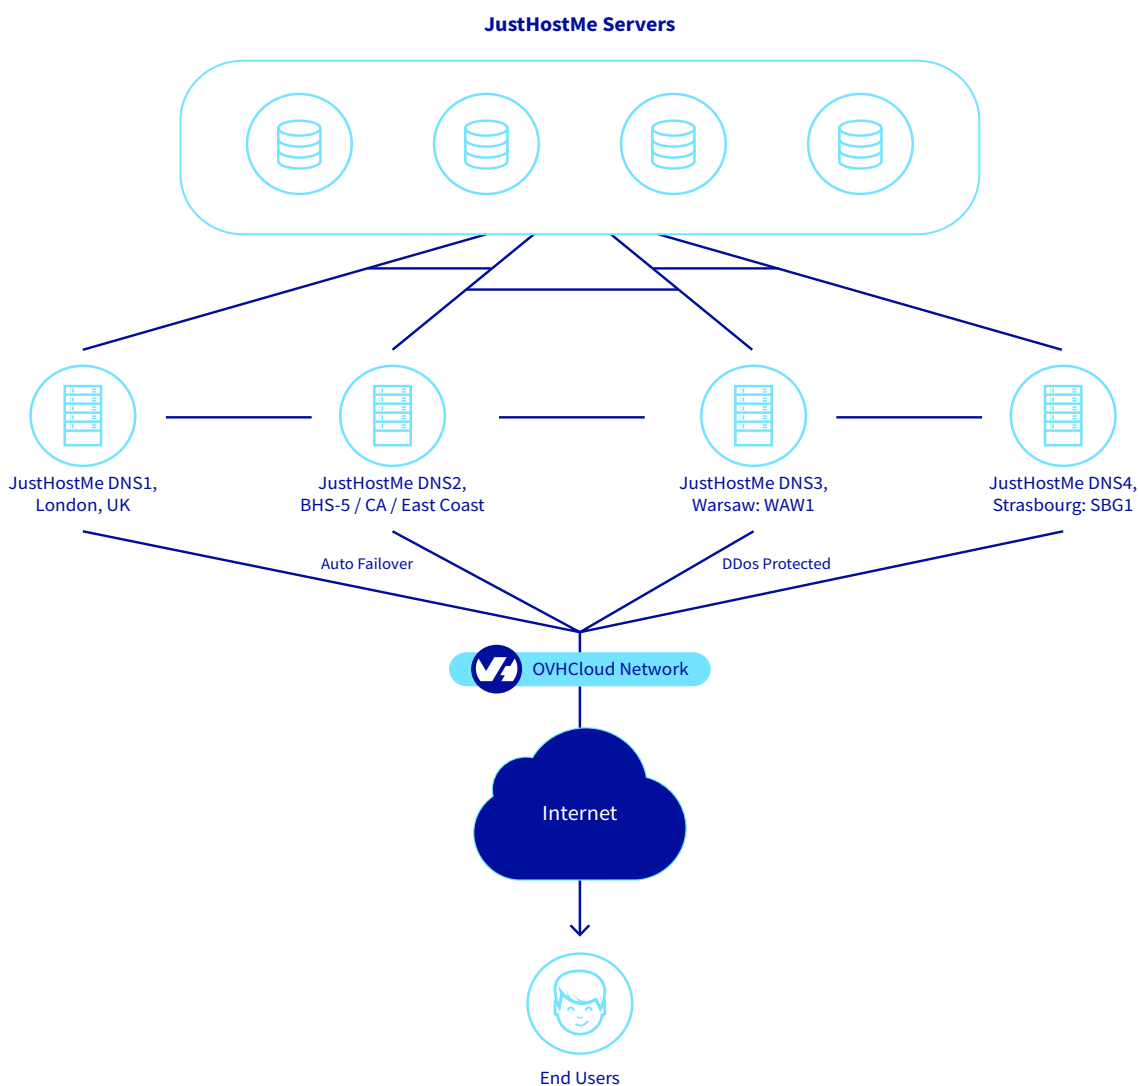 JustHostMe Servers
JustHostMe DNS1,
London, UK
JustHostMe DNS2,
BHS-5 / CA / East Coast
JustHostMe DNS3,
Warsaw: WAW1
JustHostMe DNS4,
Strasbourg: SBG1
Auto Failover
DDos Protected
OVHCloud Network
Internet
End Users